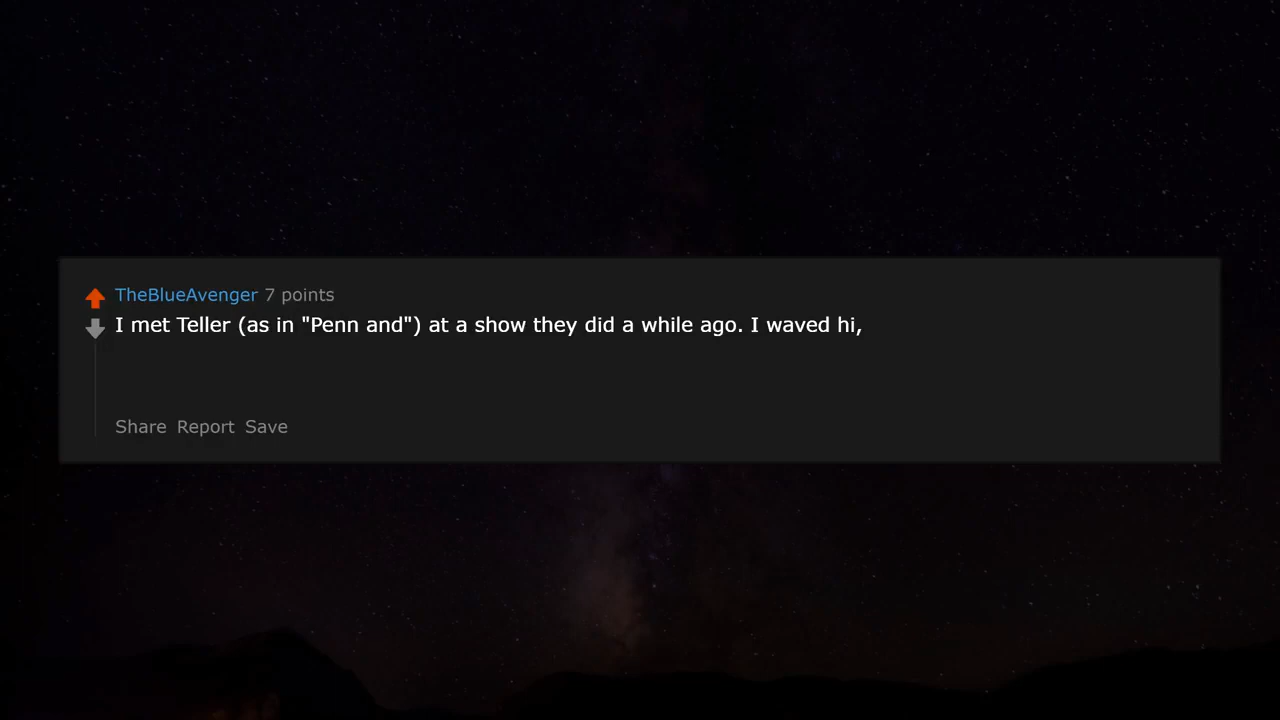 TheBlueAvenger 7 points
I met Teller (as in "Penn and") at a show they did a while ago. I waved hi,
Share Report Save